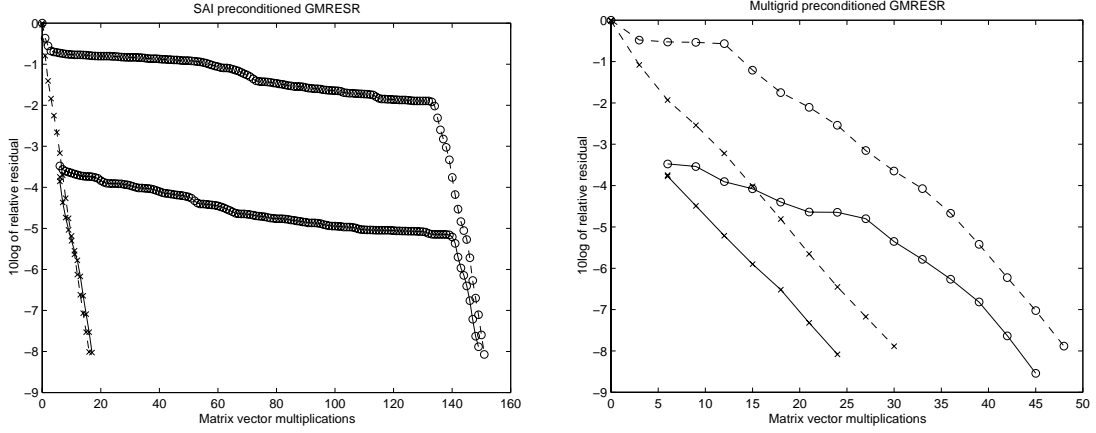 SAI preconditioned GMRESR
0
−1
−2
−3
−4
−5
−6
−7
−8
−9
10log of relative residual
0 20 40 60 80 100 120 140 160
Matrix vector multiplications
Multigrid preconditioned GMRESR
0
−1
−2
−3
−4
−5
−6
−7
−8
−9
10log of relative residual
0 5 10 15 20 25 30 35 40 45 50
Matrix vector multiplications